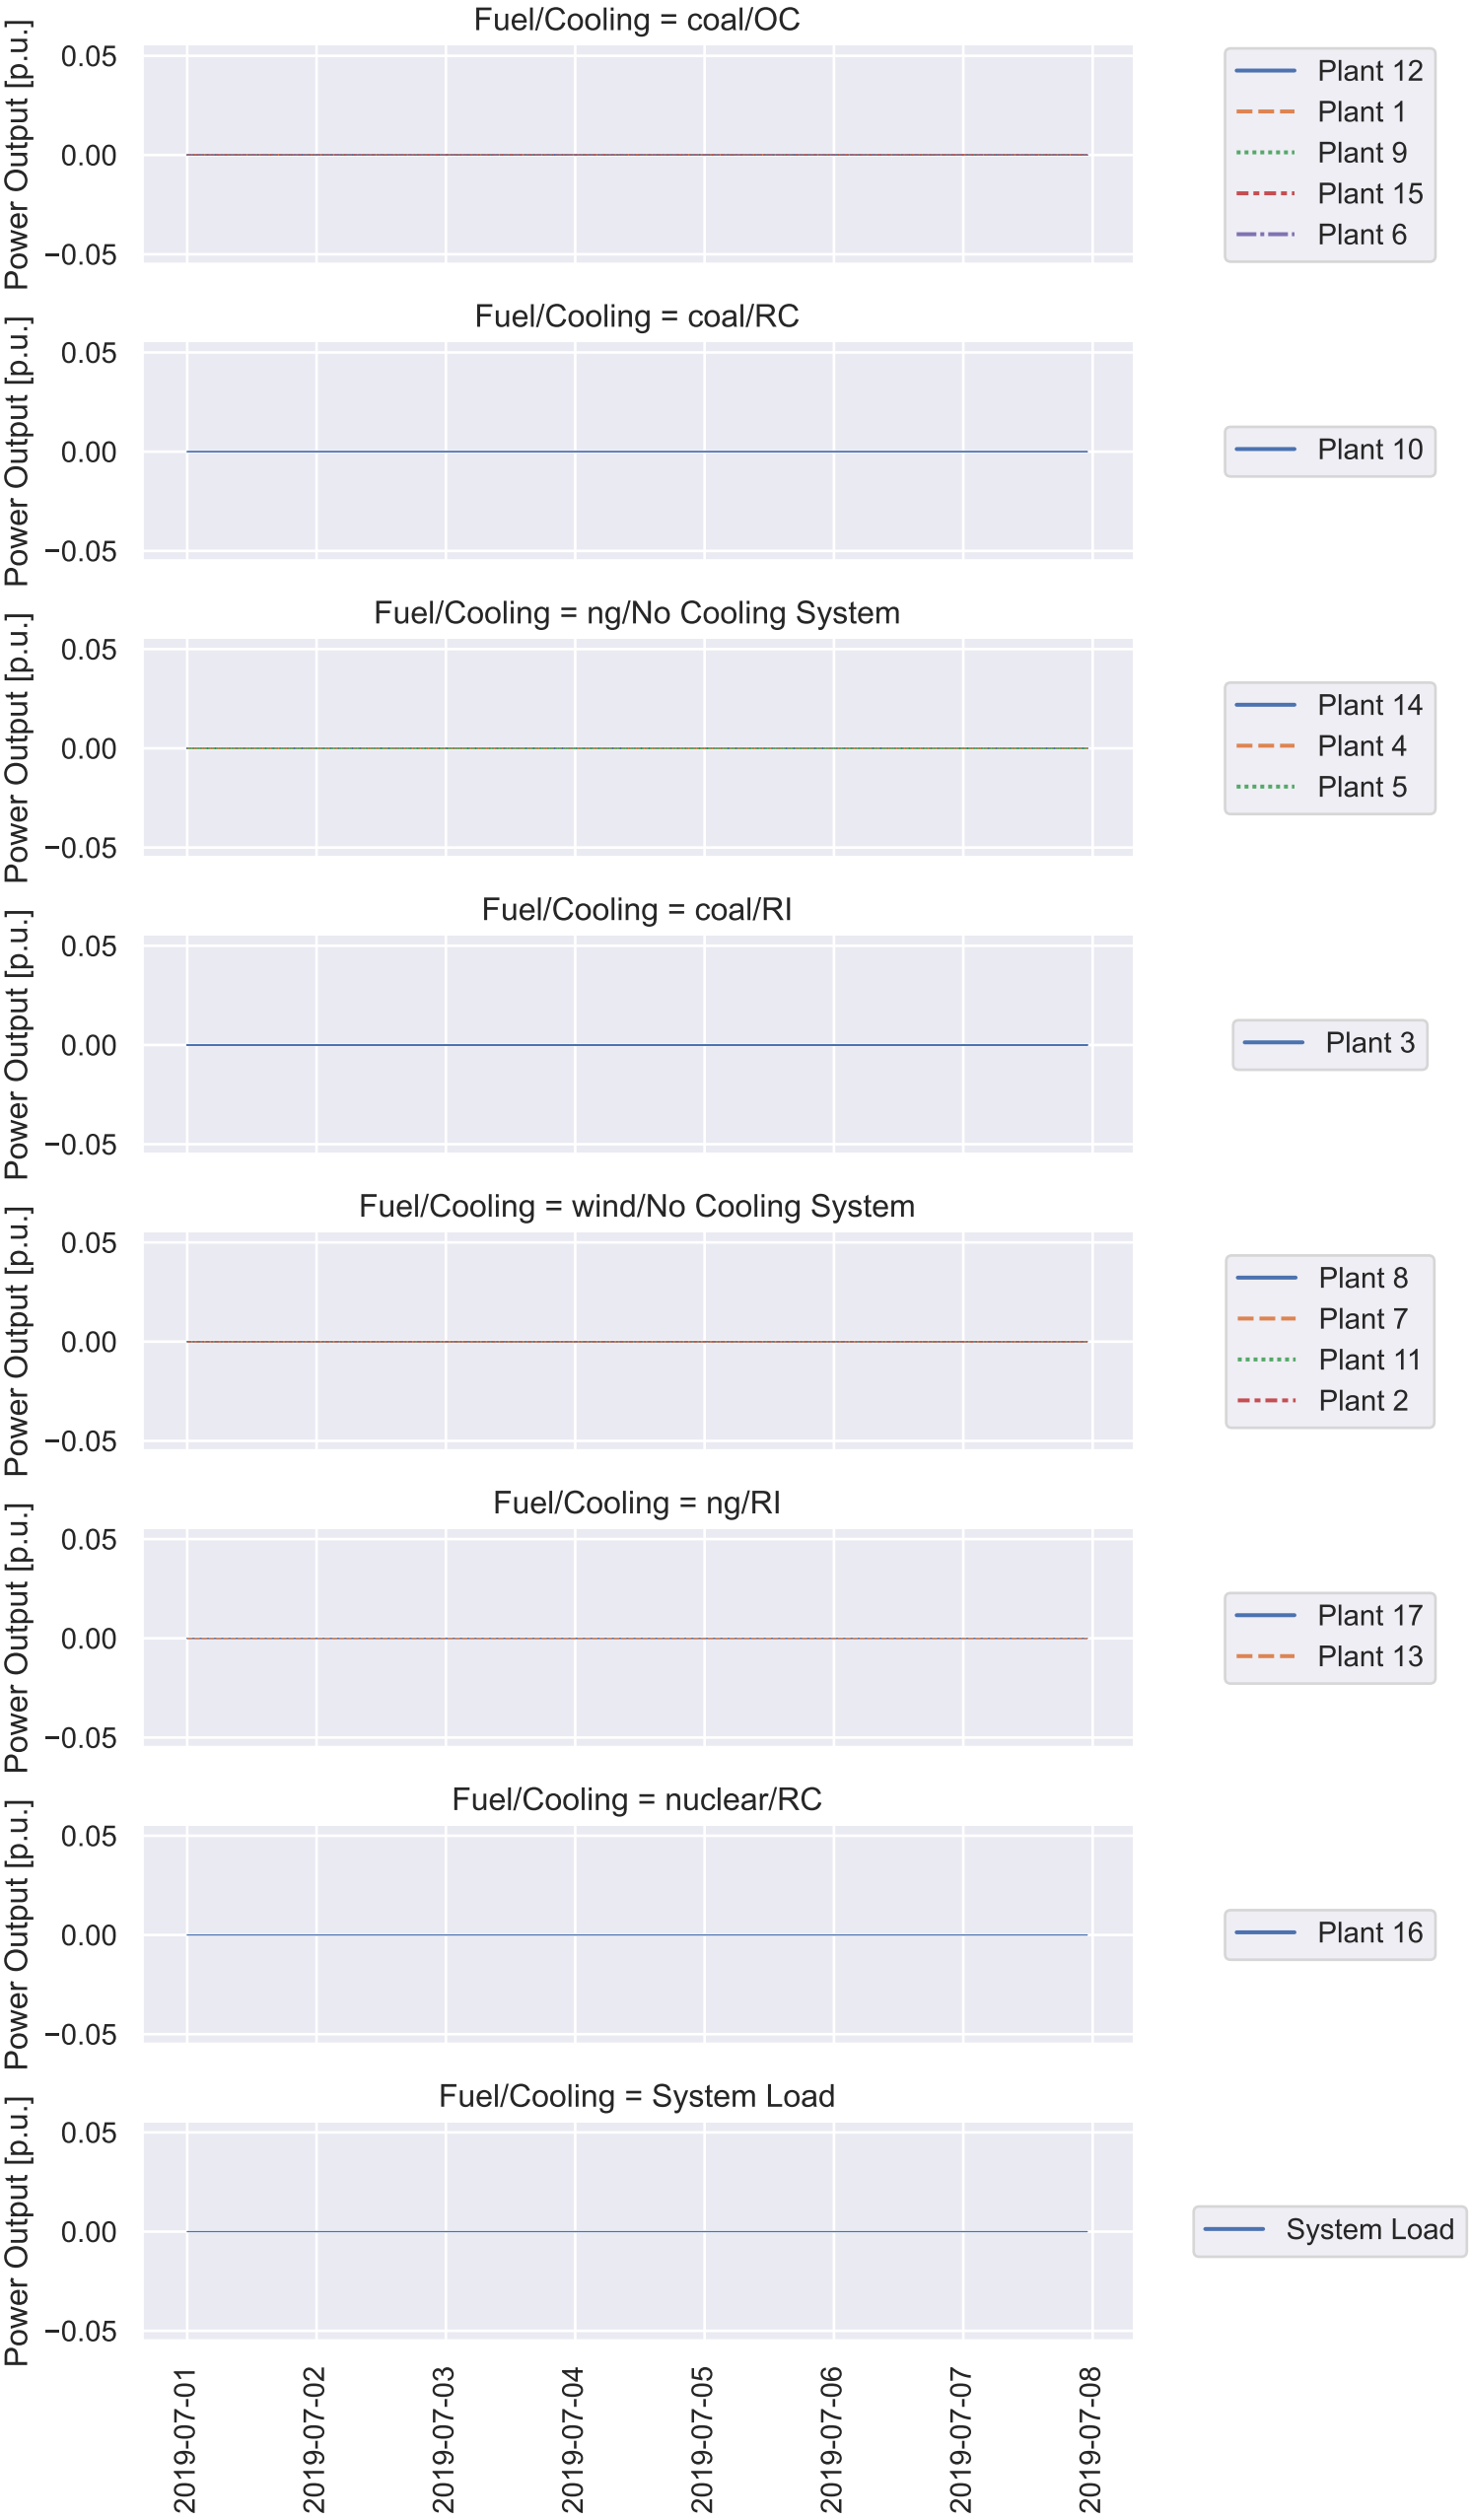 Fuel/Cooling = coal/OC
Power Output [p.u.]
0.05
0.00
−0.05
Plant 12
Plant 1
Plant 9
Plant 15
Plant 6
Fuel/Cooling = coal/RC
Power Output [p.u.]
0.05
0.00
−0.05
Plant 10
Fuel/Cooling = ng/No Cooling System
Power Output [p.u.]
0.05
0.00
−0.05
Plant 14
Plant 4
Plant 5
Fuel/Cooling = coal/RI
Power Output [p.u.]
0.05
0.00
−0.05
Plant 3
Fuel/Cooling = wind/No Cooling System
Power Output [p.u.]
0.05
0.00
−0.05
Plant 8
Plant 7
Plant 11
Plant 2
Fuel/Cooling = ng/RI
Power Output [p.u.]
0.05
0.00
−0.05
Plant 17
Plant 13
Fuel/Cooling = nuclear/RC
Power Output [p.u.]
0.05
0.00
−0.05
Plant 16
Fuel/Cooling = System Load
Power Output [p.u.]
0.05
0.00
−0.05
System Load
2019-07-01
2019-07-02
2019-07-03
2019-07-04
2019-07-05
2019-07-06
2019-07-07
2019-07-08